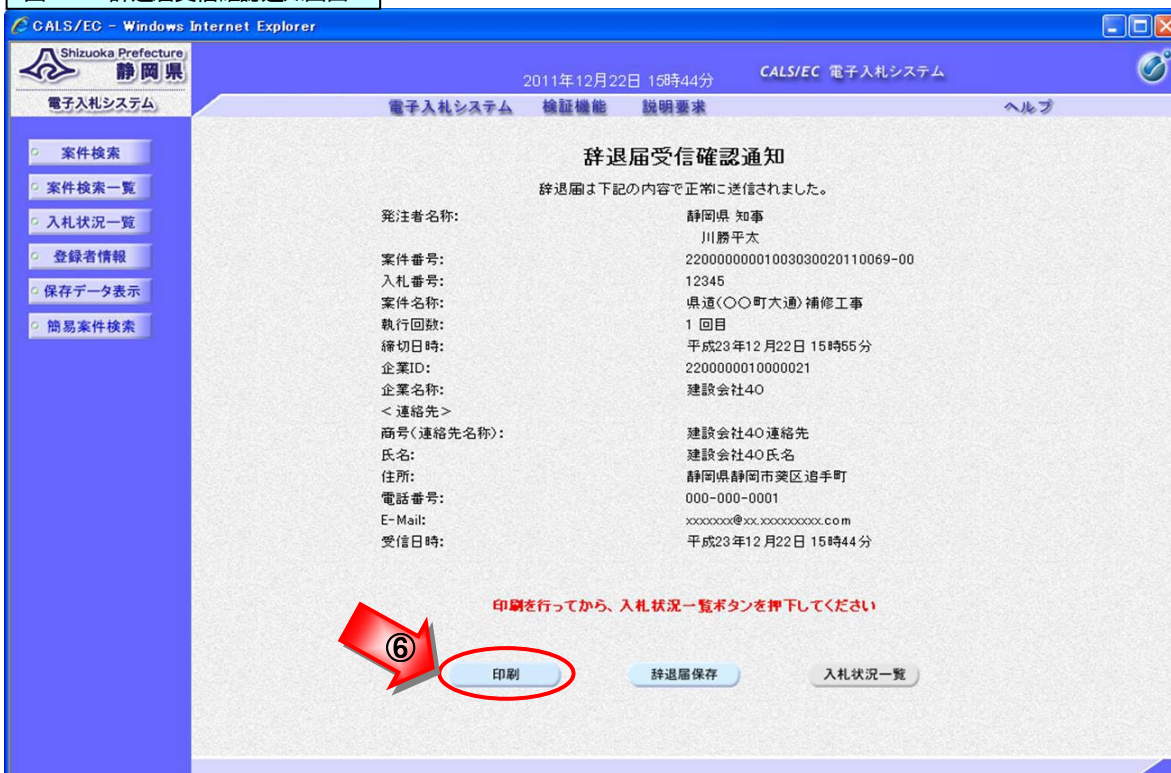 CALS/EC - Windows Internet Explorer
Shizuoka Prefecture
静岡県
電子入札システム
2011年12月22日 15時44分
CALS/EC 電子入札システム
電子入札システム 検証機能 説明要求 ヘルプ
案件検索
案件検索一覧
入札状況一覧
登録者情報
保存データ表示
簡易案件検索
辞退届受信確認通知
辞退届は下記の内容で正常に送信されました。
発注者名称: 静岡県 知事
川勝平太
案件番号: 22000000001003030020110069-00
入札番号: 12345
案件名称: 県道(〇〇町大通)補修工事
執行回数: 1 回目
締切日時: 平成23年12月22日 15時55分
企業ID: 2200000010000021
企業名称: 建設会社40
<連絡先>
商号(連絡先名称): 建設会社40連絡先
氏名: 建設会社40氏名
住所: 静岡県静岡市葵区追手町
電話番号: 000-000-0001
E-Mail: xxxxxxx@xx.xxxxxxxxx.com
受信日時: 平成23年12月22日 15時44分
印刷を行ってから、入札状況一覧ボタンを押下してください
⑥
印刷 辞退届保存 入札状況一覧